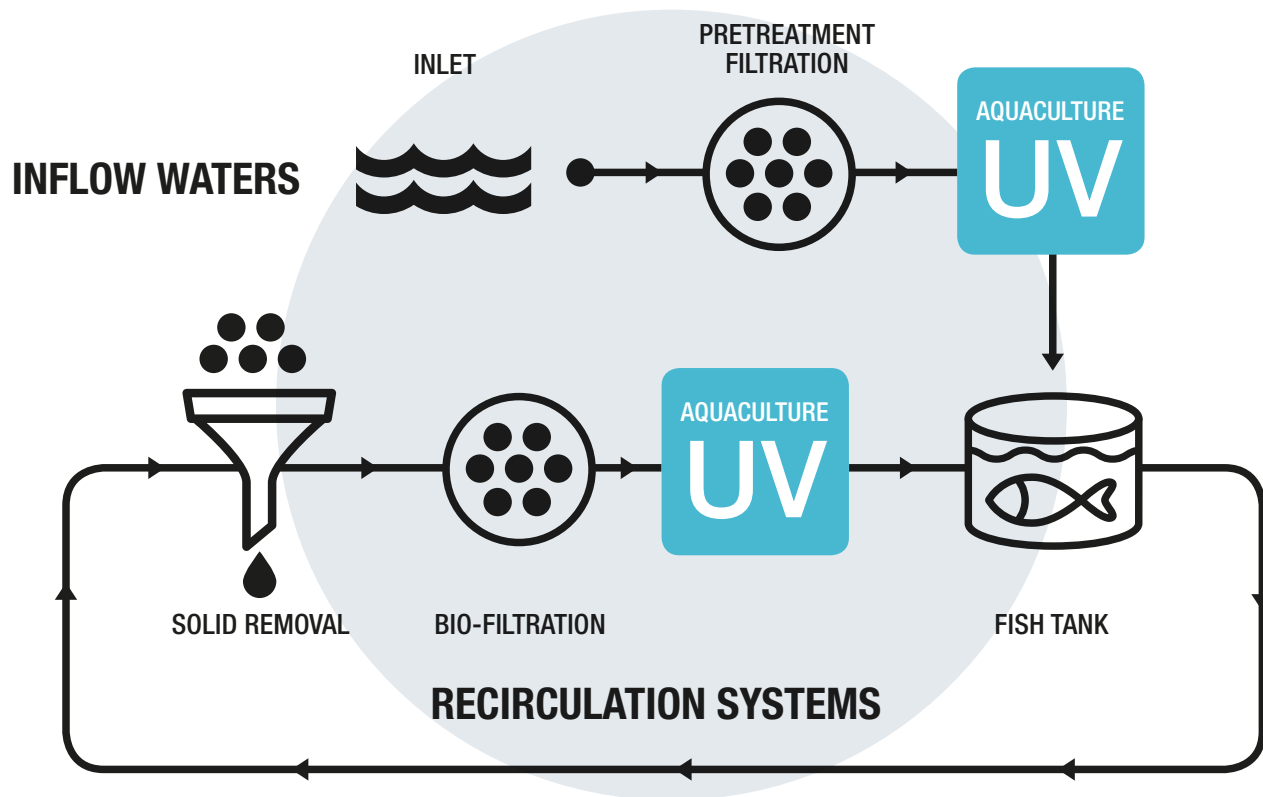 INLET
PRETREATMENT
FILTRATION
INFLOW WATERS
AQUACULTURE
UV
AQUACULTURE
UV
SOLID REMOVAL
BIO-FILTRATION
FISH TANK
RECIRCULATION SYSTEMS